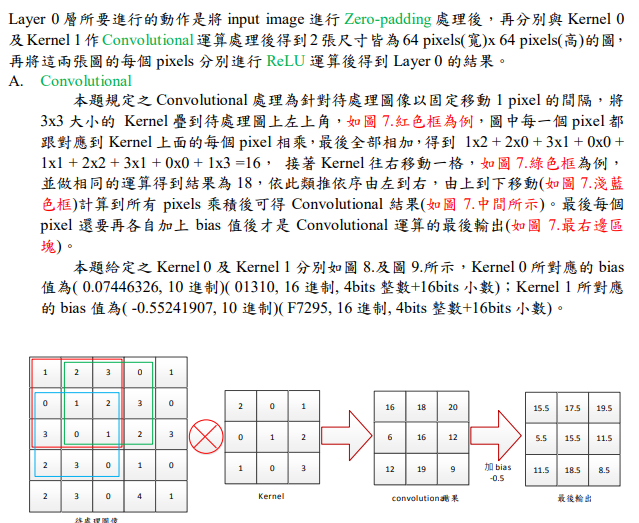 Layer 0 層所要進行的動作是將 input image 進行 Zero-padding 處理後，再分別與 Kernel 0
及 Kernel 1 作 Convolutional 運算處理後得到 2 張尺寸皆為 64 pixels(寬)x 64 pixels(高)的圖，
再將這兩張圖的每個 pixels 分別進行 ReLU 運算後得到 Layer 0 的結果。
A. Convolutional
本題規定之 Convolutional 處理為針對待處理圖像以固定移動 1 pixel 的間隔，將
3x3 大小的 Kernel 疊到待處理圖上左上角，如圖 7.紅色框為例，圖中每一個 pixel 都
跟對應到 Kernel 上面的每個 pixel 相乘，最後全部相加，得到 1x2 + 2x0 + 3x1 + 0x0 +
1x1 + 2x2 + 3x1 + 0x0 + 1x3 =16， 接著 Kernel 往右移動一格，如圖 7.綠色框為例，
並做相同的運算得到結果為 18，依此類推依序由左到右，由上到下移動(如圖 7.淺藍
色框)計算到所有 pixels 乘積後可得 Convolutional 結果(如圖 7.中間所示)。最後每個
pixel 還要再各自加上 bias 值後才是 Convolutional 運算的最後輸出(如圖 7.最右邊區
塊)。
本題給定之 Kernel 0 及 Kernel 1 分別如圖 8.及圖 9.所示，Kernel 0 所對應的 bias
值為( 0.07446326, 10 進制)( 01310, 16 進制, 4bits 整數+16bits 小數)；Kernel 1 所對應
的 bias 值為( -0.55241907, 10 進制)( F7295, 16 進制, 4bits 整數+16bits 小數)。
1 2 3 0 1
0 1 2 3 0
3 0 1 2 3
2 3 0 1 0
2 3 0 4 1
待處理圖像
2 0 1
0 1 2
1 0 3
Kernel
16 18 20
6 16 12
12 19 9
convolutional結果
加 bias
-0.5
15.5 17.5 19.5
5.5 15.5 11.5
11.5 18.5 8.5
最後輸出